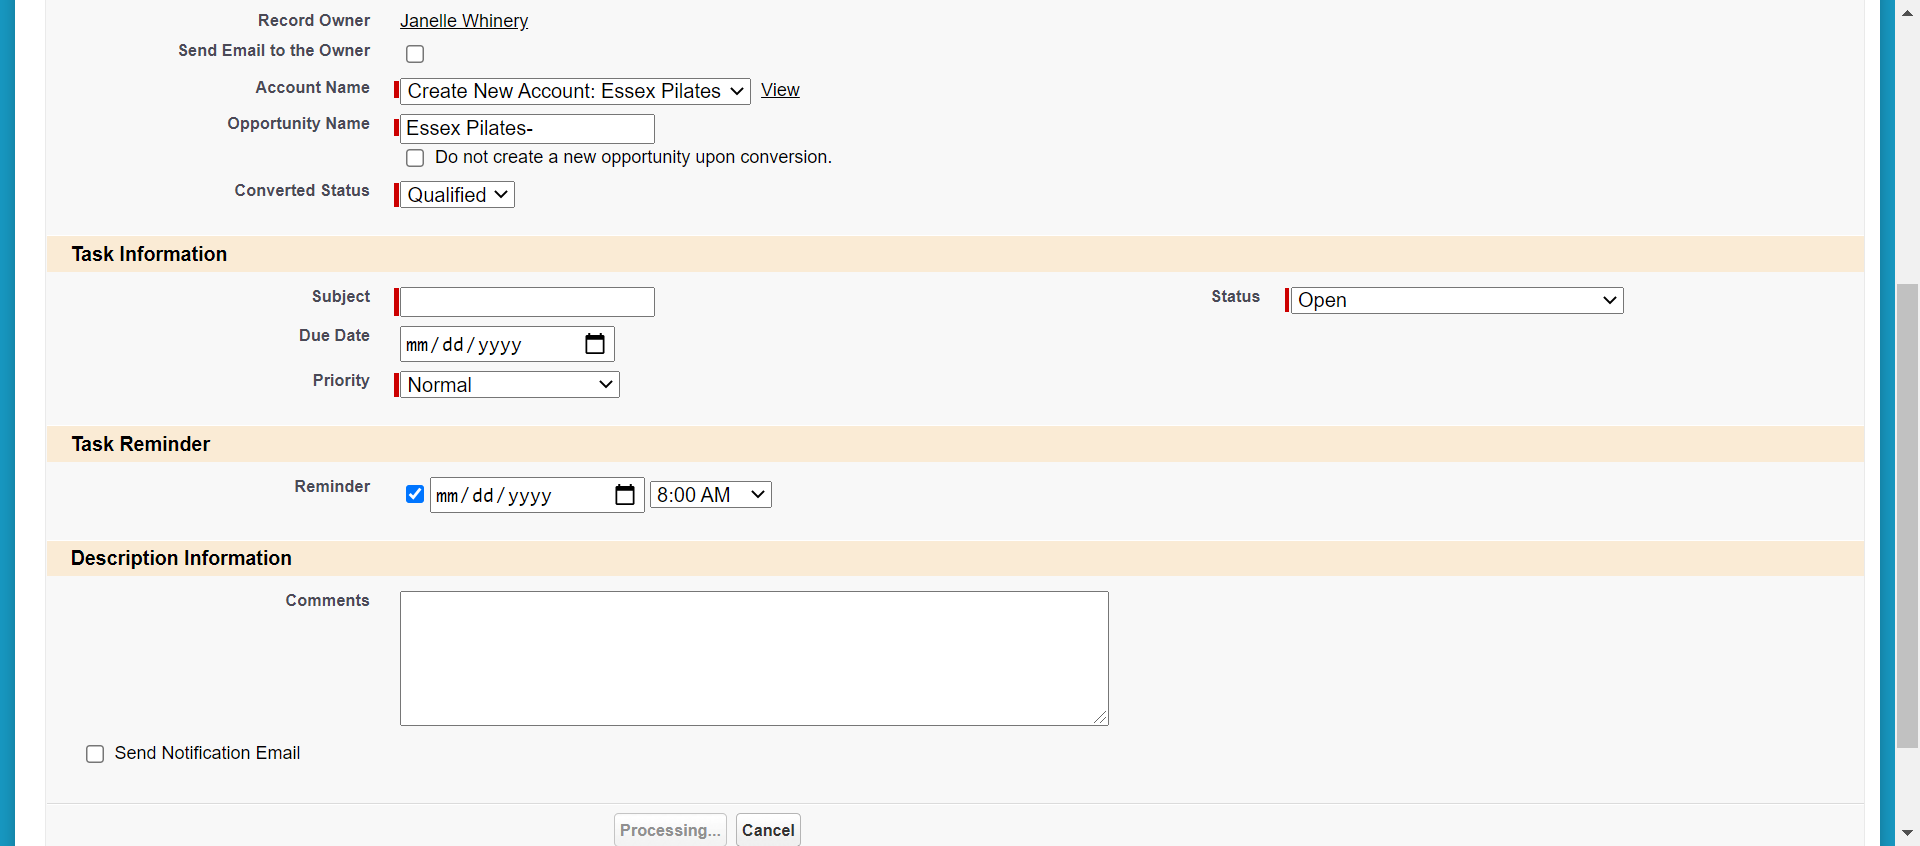 Record Owner Janelle Whinery
Send Email to the Owner
Account Name Create New Account: Essex Pilates View
Opportunity Name Essex Pilates-
Do not create a new opportunity upon conversion.
Converted Status Qualified
Task Information
Subject Status Open
Due Date mm/dd/yyyy
Priority Normal
Task Reminder
Reminder mm/dd/yyyy 8:00 AM
Description Information
Comments
Send Notification Email
Processing... Cancel